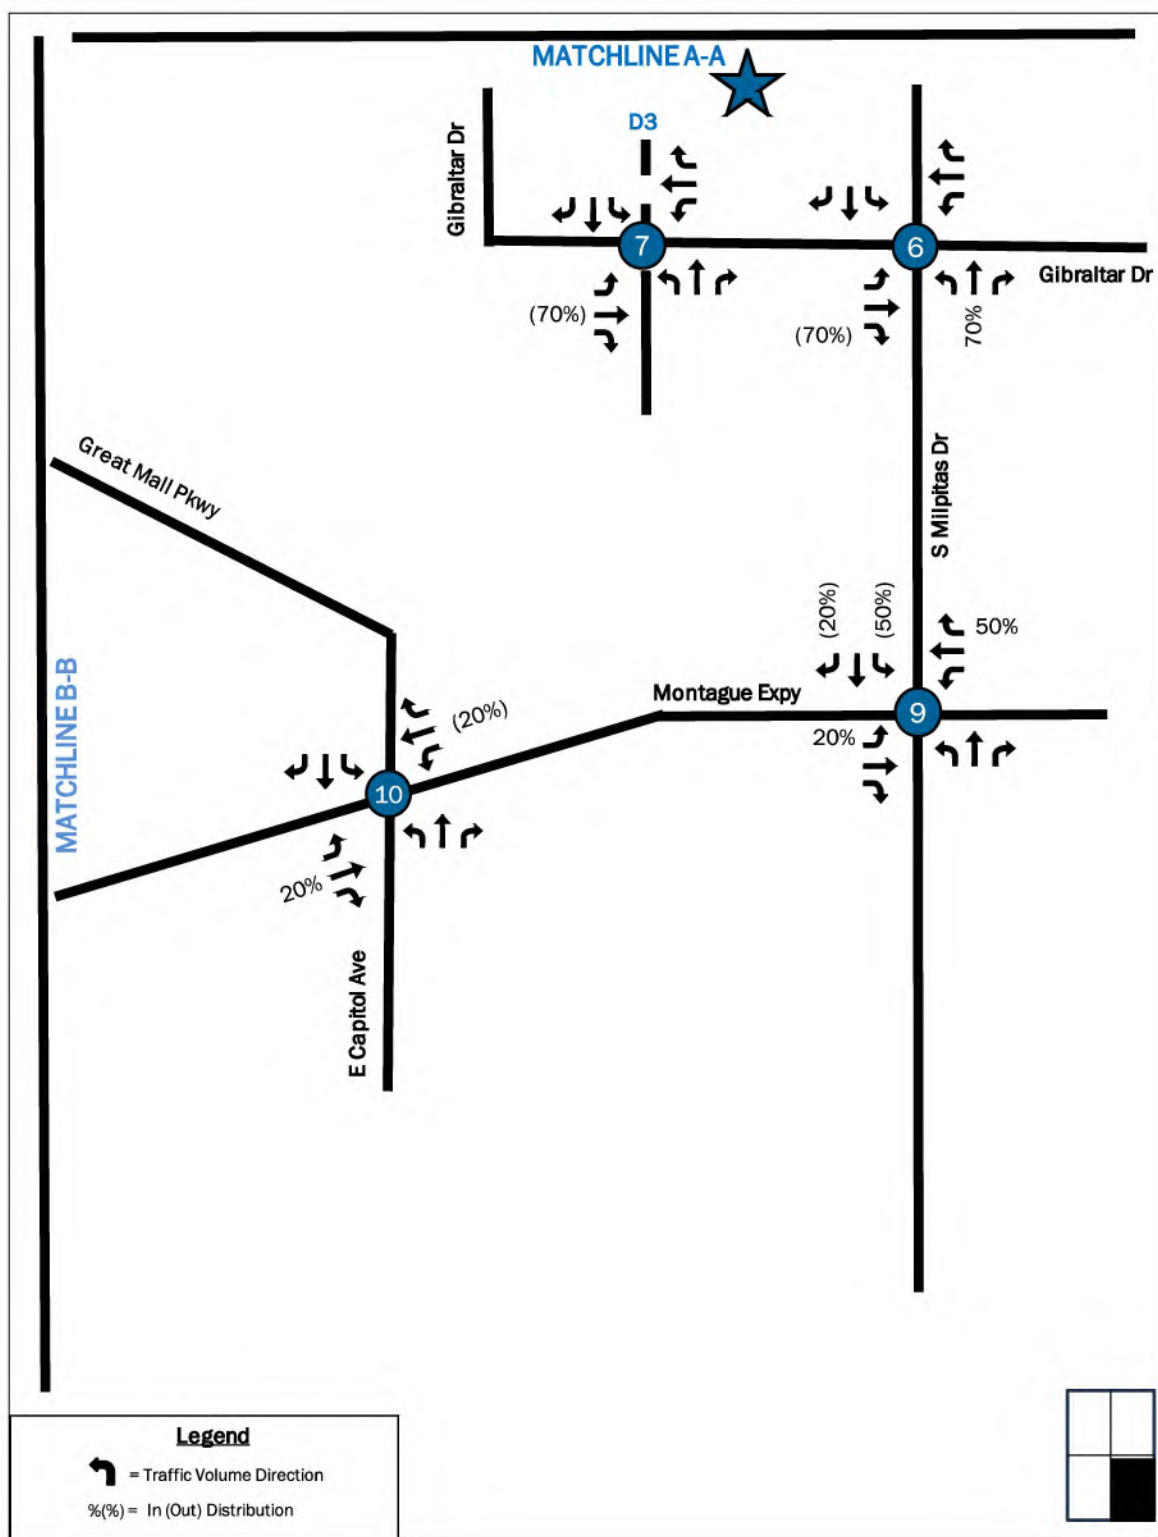 MATCHLINE A-A
D3
Gibraltar Dr
7
6
Gibraltar Dr
(70%)
(70%)
70%
Great Mall Pkwy
S Milpitas Dr
(20%)
(50%)
50%
MATCHLINE B-B
Montague Expy
(20%)
9
20%
10
20%
E Capitol Ave
Legend
= Traffic Volume Direction
%(%) = In (Out) Distribution